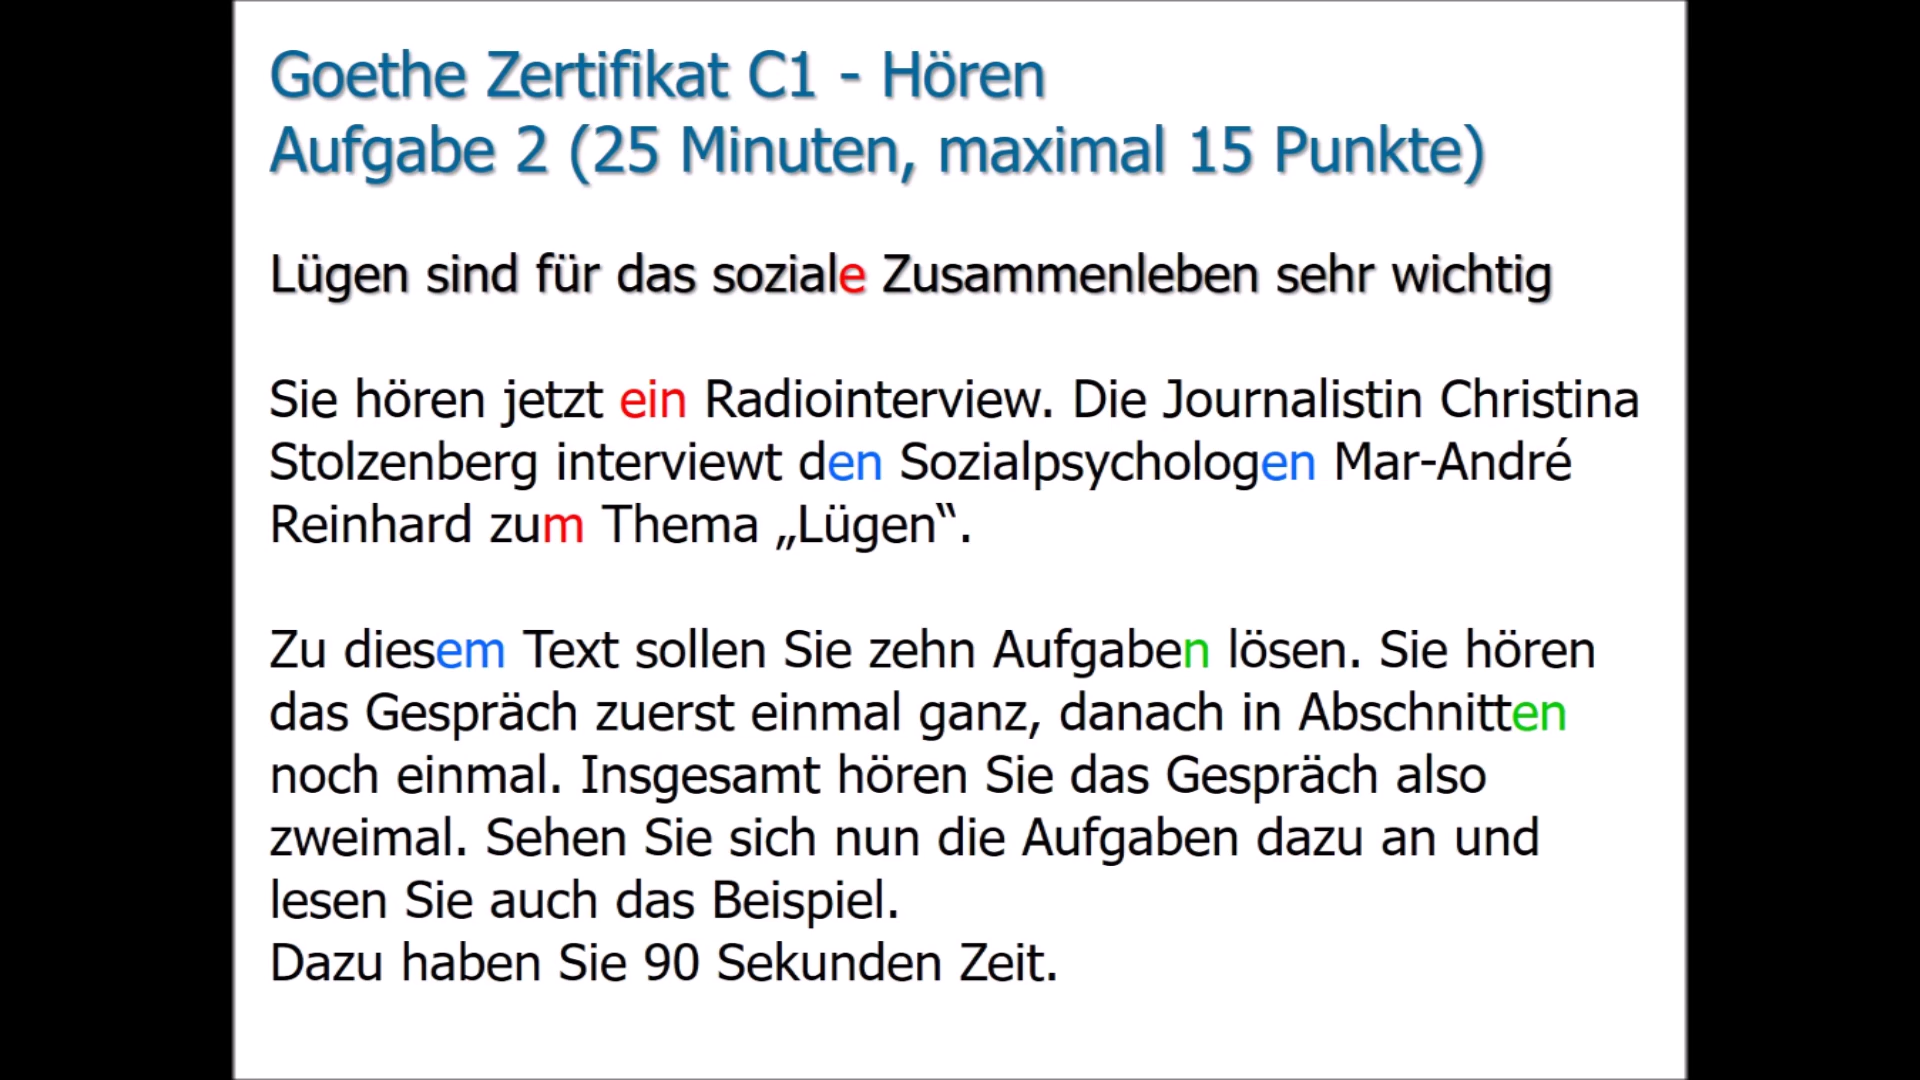 Goethe Zertifikat C1 - Hören
Aufgabe 2 (25 Minuten, maximal 15 Punkte)
Lügen sind für das soziale Zusammenleben sehr wichtig
Sie hören jetzt ein Radiointerview. Die Journalistin Christina
Stolzenberg interviewt den Sozialpsychologen Mar-André
Reinhard zum Thema „Lügen“.
Zu diesem Text sollen Sie zehn Aufgaben lösen. Sie hören
das Gespräch zuerst einmal ganz, danach in Abschnitten
noch einmal. Insgesamt hören Sie das Gespräch also
zweimal. Sehen Sie sich nun die Aufgaben dazu an und
lesen Sie auch das Beispiel.
Dazu haben Sie 90 Sekunden Zeit.